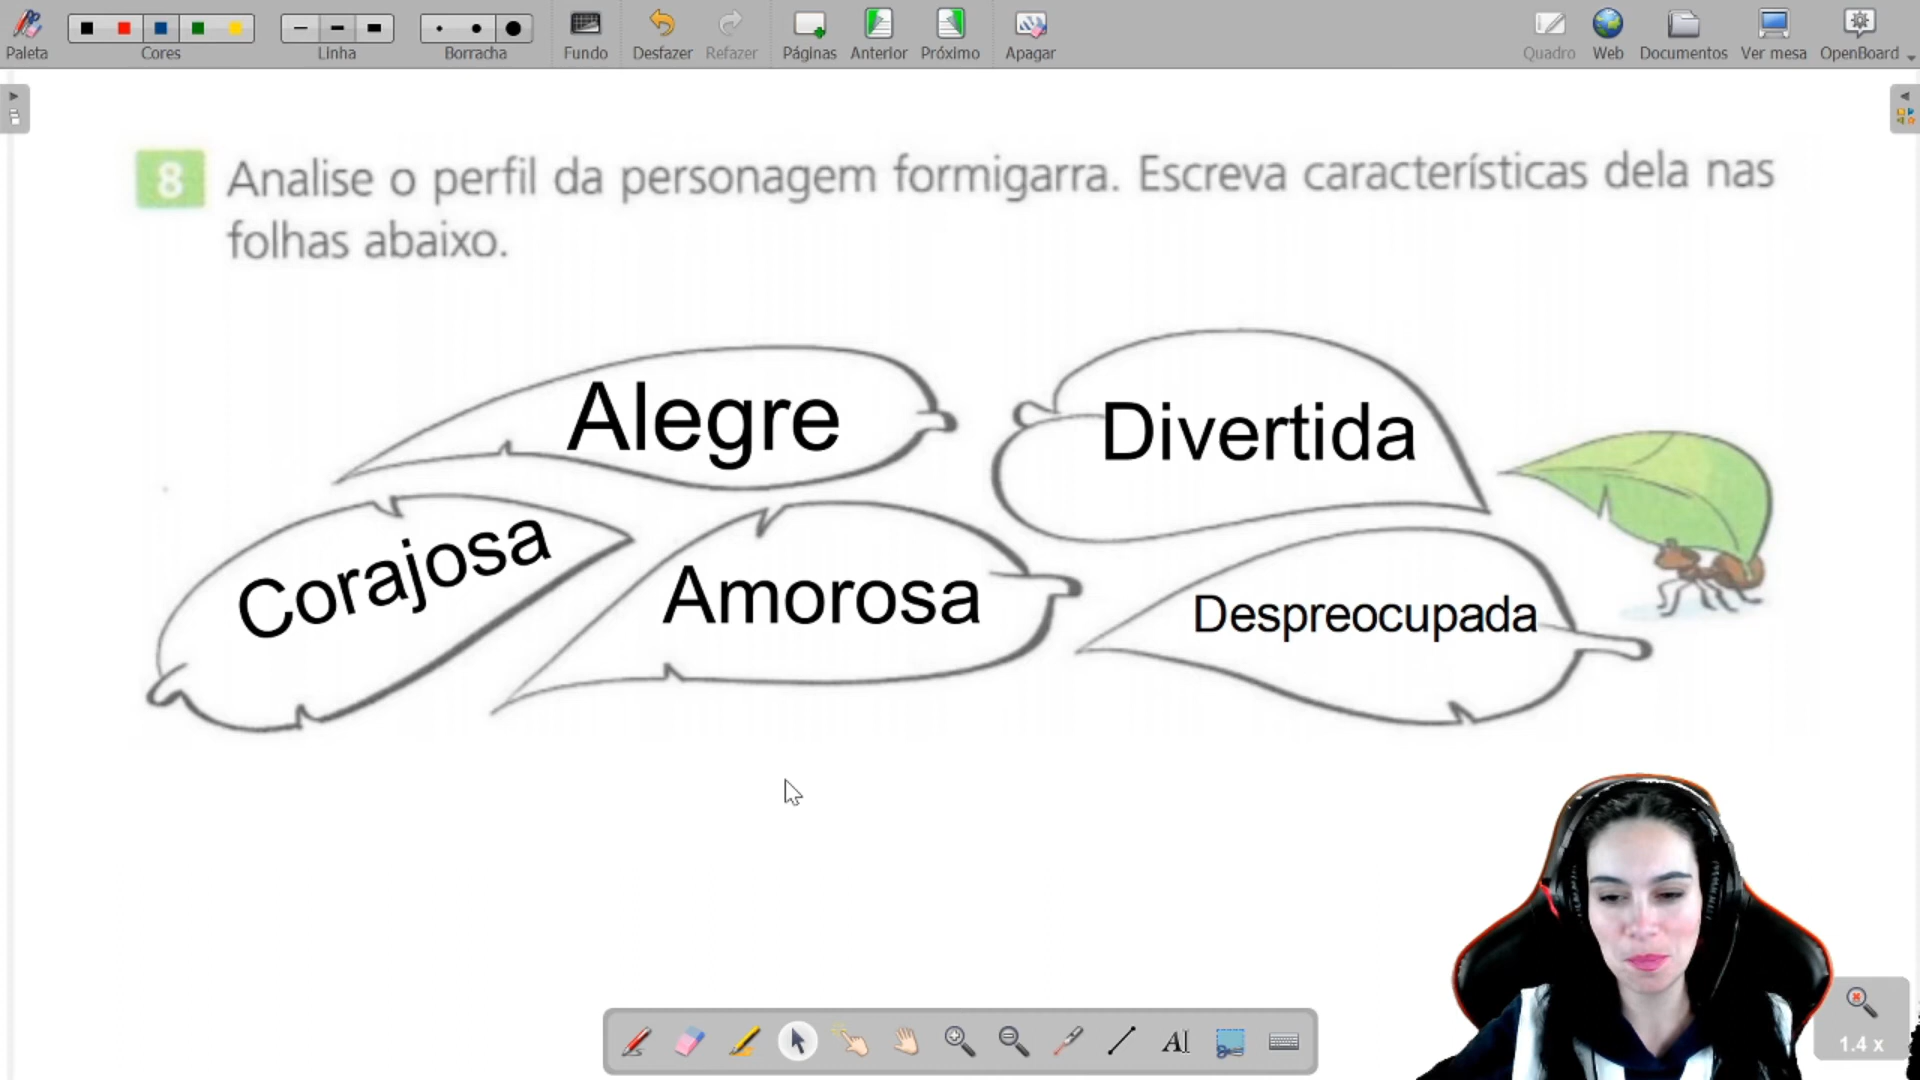 Paleta
Cores
Linha
Borracha
Fundo
Desfazer
Refazer
Páginas
Anterior
Próximo
Apagar
Quadro
Web
Documentos
Ver mesa
OpenBoard
8 Analise o perfil da personagem formigarra. Escreva características dela nas
folhas abaixo.
Alegre
Divertida
Corajosa
Amorosa
Despreocupada
1.4 x